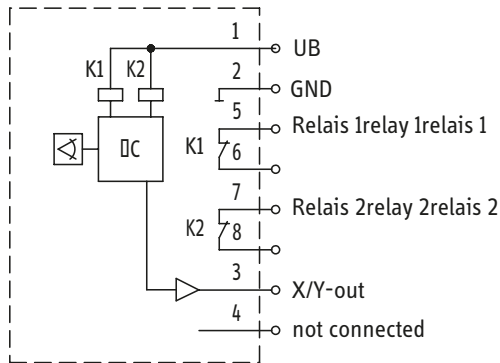 1 UB
K1 K2 2 GND
5 Relais 1relay 1relais 1
K1 6
▯C
7 Relais 2relay 2relais 2
K2 8
3 X/Y-out
4 not connected